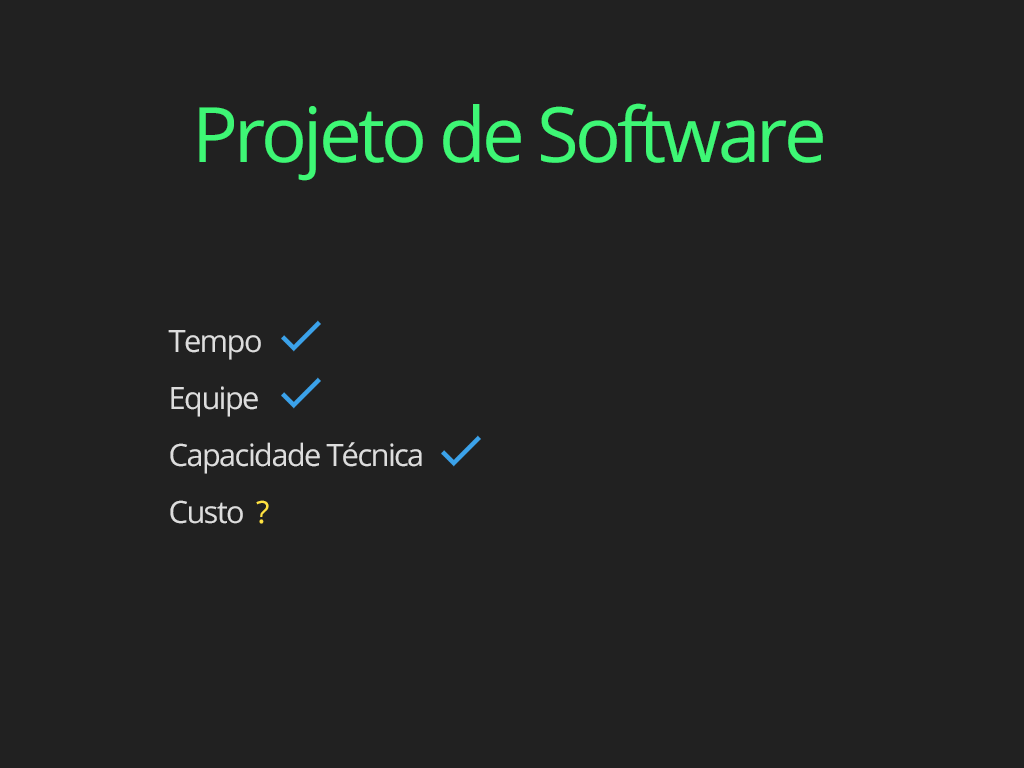 Projeto de Software
Tempo
Equipe
Capacidade Técnica
Custo ?